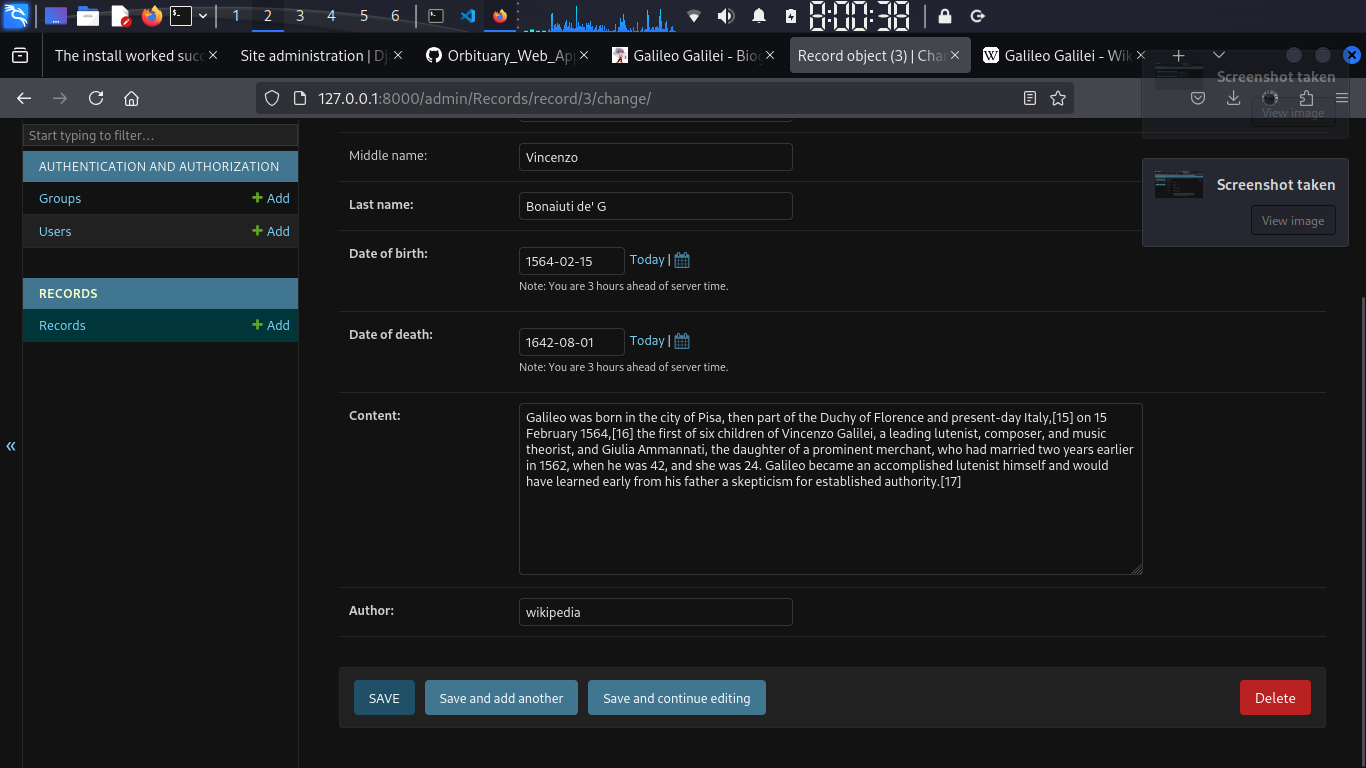 1 2 3 4 5 6
8:00:38
The install worked succ
Site administration | Dj
Orbituary_Web_App
Galileo Galilei - Biog
Record object (3) | Chan
Galileo Galilei - Wik
127.0.0.1:8000/admin/Records/record/3/change/
Screenshot taken
View image
Start typing to filter…
AUTHENTICATION AND AUTHORIZATION
Groups
Add
Users
Add
RECORDS
Records
Add
«
Middle name:
Vincenzo
Last name:
Bonaiuti de' G
Date of birth:
1564-02-15
Today |
Note: You are 3 hours ahead of server time.
Date of death:
1642-08-01
Today |
Note: You are 3 hours ahead of server time.
Content:
Galileo was born in the city of Pisa, then part of the Duchy of Florence and present-day Italy,[15] on 15
February 1564,[16] the first of six children of Vincenzo Galilei, a leading lutenist, composer, and music
theorist, and Giulia Ammannati, the daughter of a prominent merchant, who had married two years earlier
in 1562, when he was 42, and she was 24. Galileo became an accomplished lutenist himself and would
have learned early from his father a skepticism for established authority.[17]
Author:
wikipedia
SAVE
Save and add another
Save and continue editing
Delete
Screenshot taken
View image